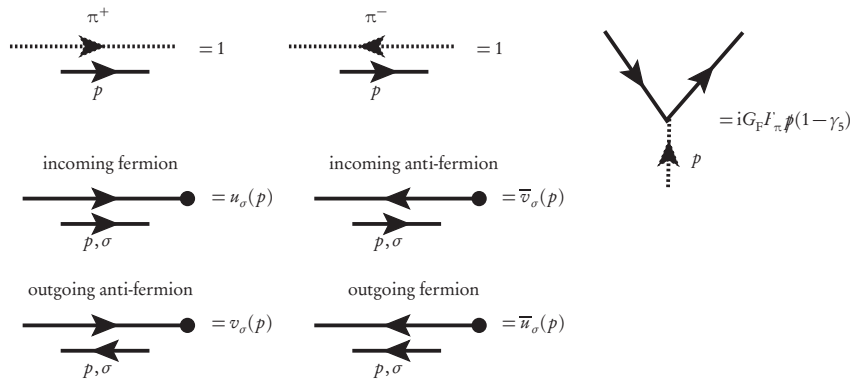 π⁺
= 1
p
π⁻
= 1
p
= iG_F F_π p̸(1−γ₅)
p
incoming fermion
= u_σ(p)
p, σ
incoming anti-fermion
= v̅_σ(p)
p, σ
outgoing anti-fermion
= v_σ(p)
p, σ
outgoing fermion
= u̅_σ(p)
p, σ